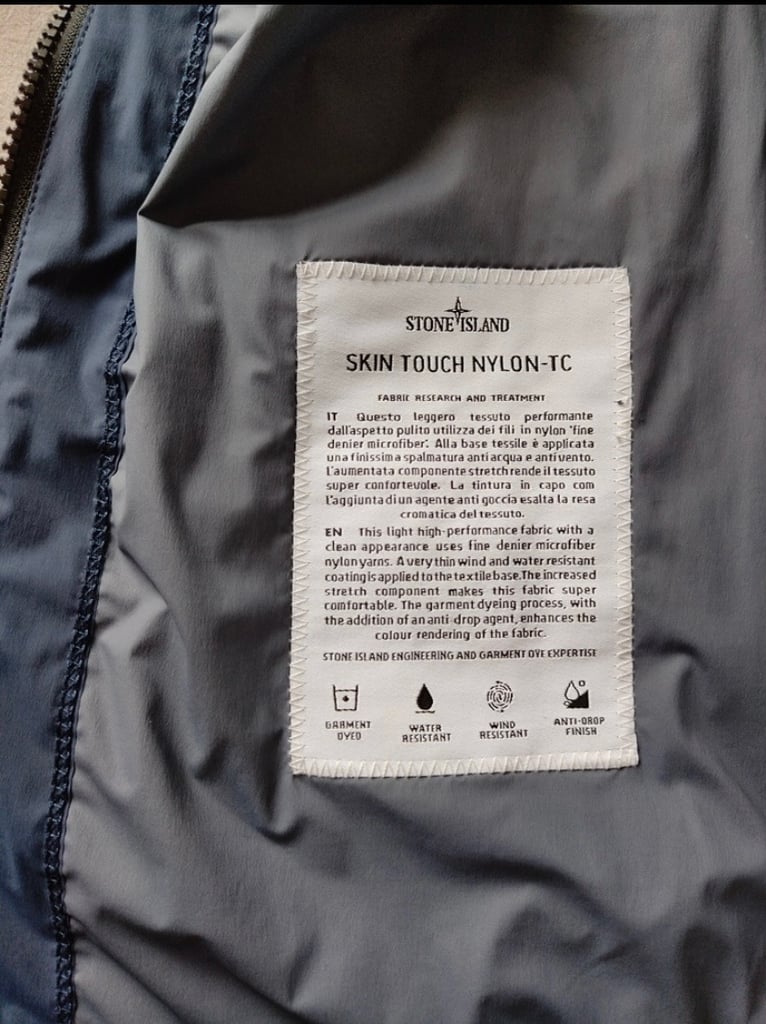 STONE ISLAND
SKIN TOUCH NYLON-TC
FABRIC RESEARCH AND TREATMENT
IT Questo leggero tessuto performante
dall'aspetto pulito utilizza dei fili in nylon 'fine
denier microfiber'. Alla base tessile è applicata
una finissima spalmatura anti acqua e anti vento.
L'aumentata componente stretch rende il tessuto
super confortevole. La tintura in capo com
l'aggiunta di un agente anti goccia esalta la resa
cromatica del tessuto.
EN This light high-performance fabric with a
clean appearance uses fine denier microfiber
nylon yarns. A very thin wind and water resistant
coating is applied to the textile base. The increased
stretch component makes this fabric super
comfortable. The garment dyeing process, with
the addition of an anti-drop agent, enhances the
colour rendering of the fabric.
STONE ISLAND ENGINEERING AND GARMENT DYE EXPERTISE
GARMENT
DYED
WATER
RESISTANT
WIND
RESISTANT
ANTI-DROP
FINISH